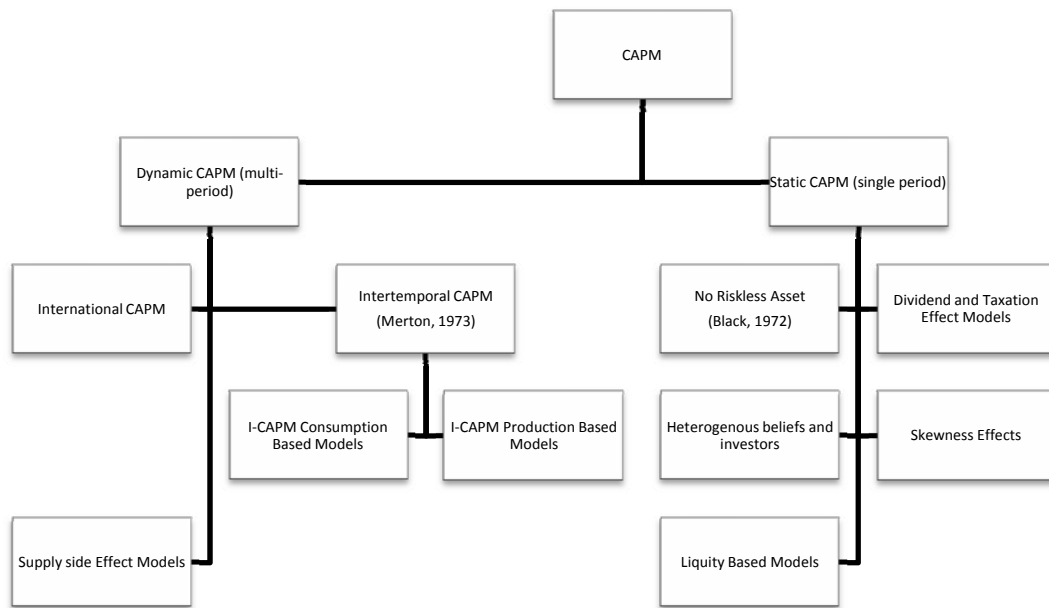 CAPM
Dynamic CAPM (multi-
period)
Static CAPM (single period)
International CAPM
Intertemporal CAPM
(Merton, 1973)
No Riskless Asset
(Black, 1972)
Dividend and Taxation
Effect Models
I-CAPM Consumption
Based Models
I-CAPM Production Based
Models
Heterogenous beliefs and
investors
Skewness Effects
Supply side Effect Models
Liquity Based Models